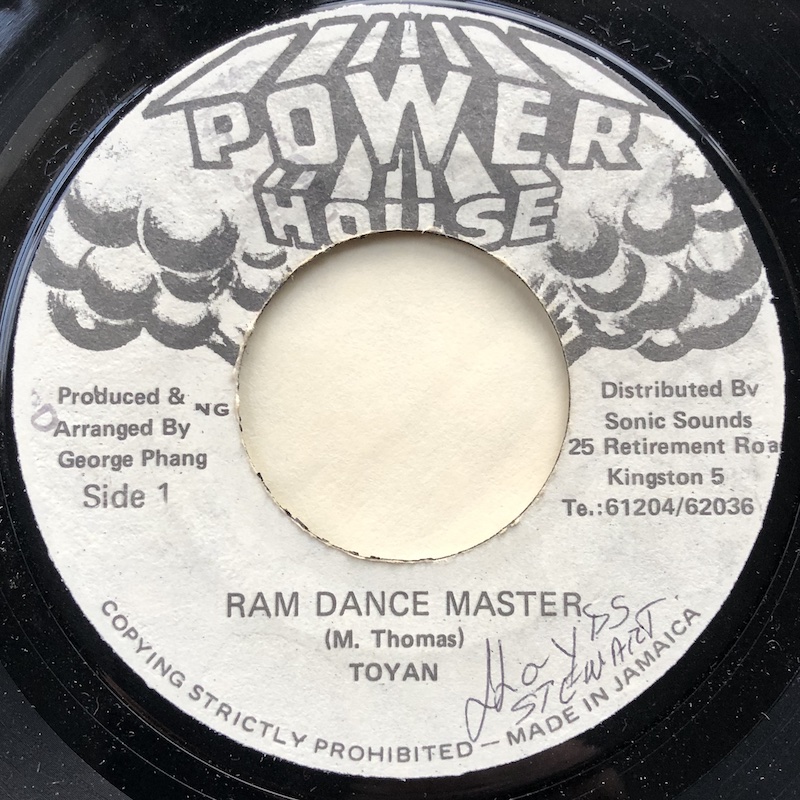 POWER
HOUSE
Produced &
NG
Arranged By
George Phang
Side 1
Distributed By
Sonic Sounds
25 Retirement Roa
Kingston 5
Te.:61204/62036
RAM DANCE MASTER
(M. Thomas)
TOYAN
STEWART
COPYING STRICTLY PROHIBITED — MADE IN JAMAICA